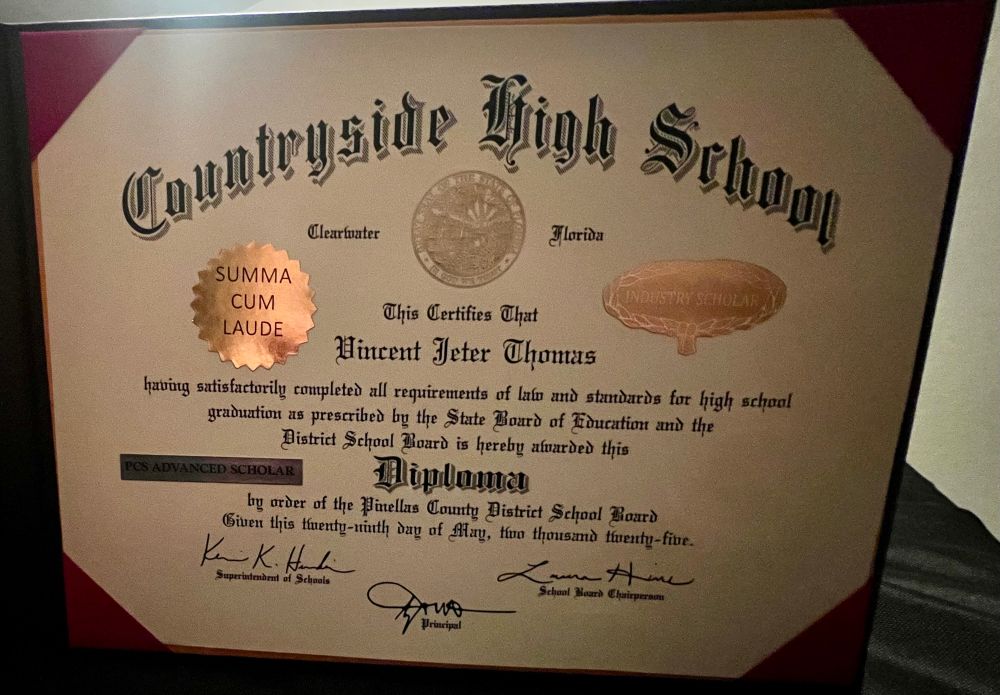 Countryside High School
Clearwater Florida
SUMMA
CUM
LAUDE
INDUSTRY SCHOLAR
This Certifies That
Vincent Jeter Thomas
having satisfactorily completed all requirements of law and standards for high school
graduation as prescribed by the State Board of Education and the
District School Board is hereby awarded this
PCS ADVANCED SCHOLAR
Diploma
by order of the Pinellas County District School Board
Given this twenty-ninth day of May, two thousand twenty-five.
Superintendent of Schools
School Board Chairperson
Principal